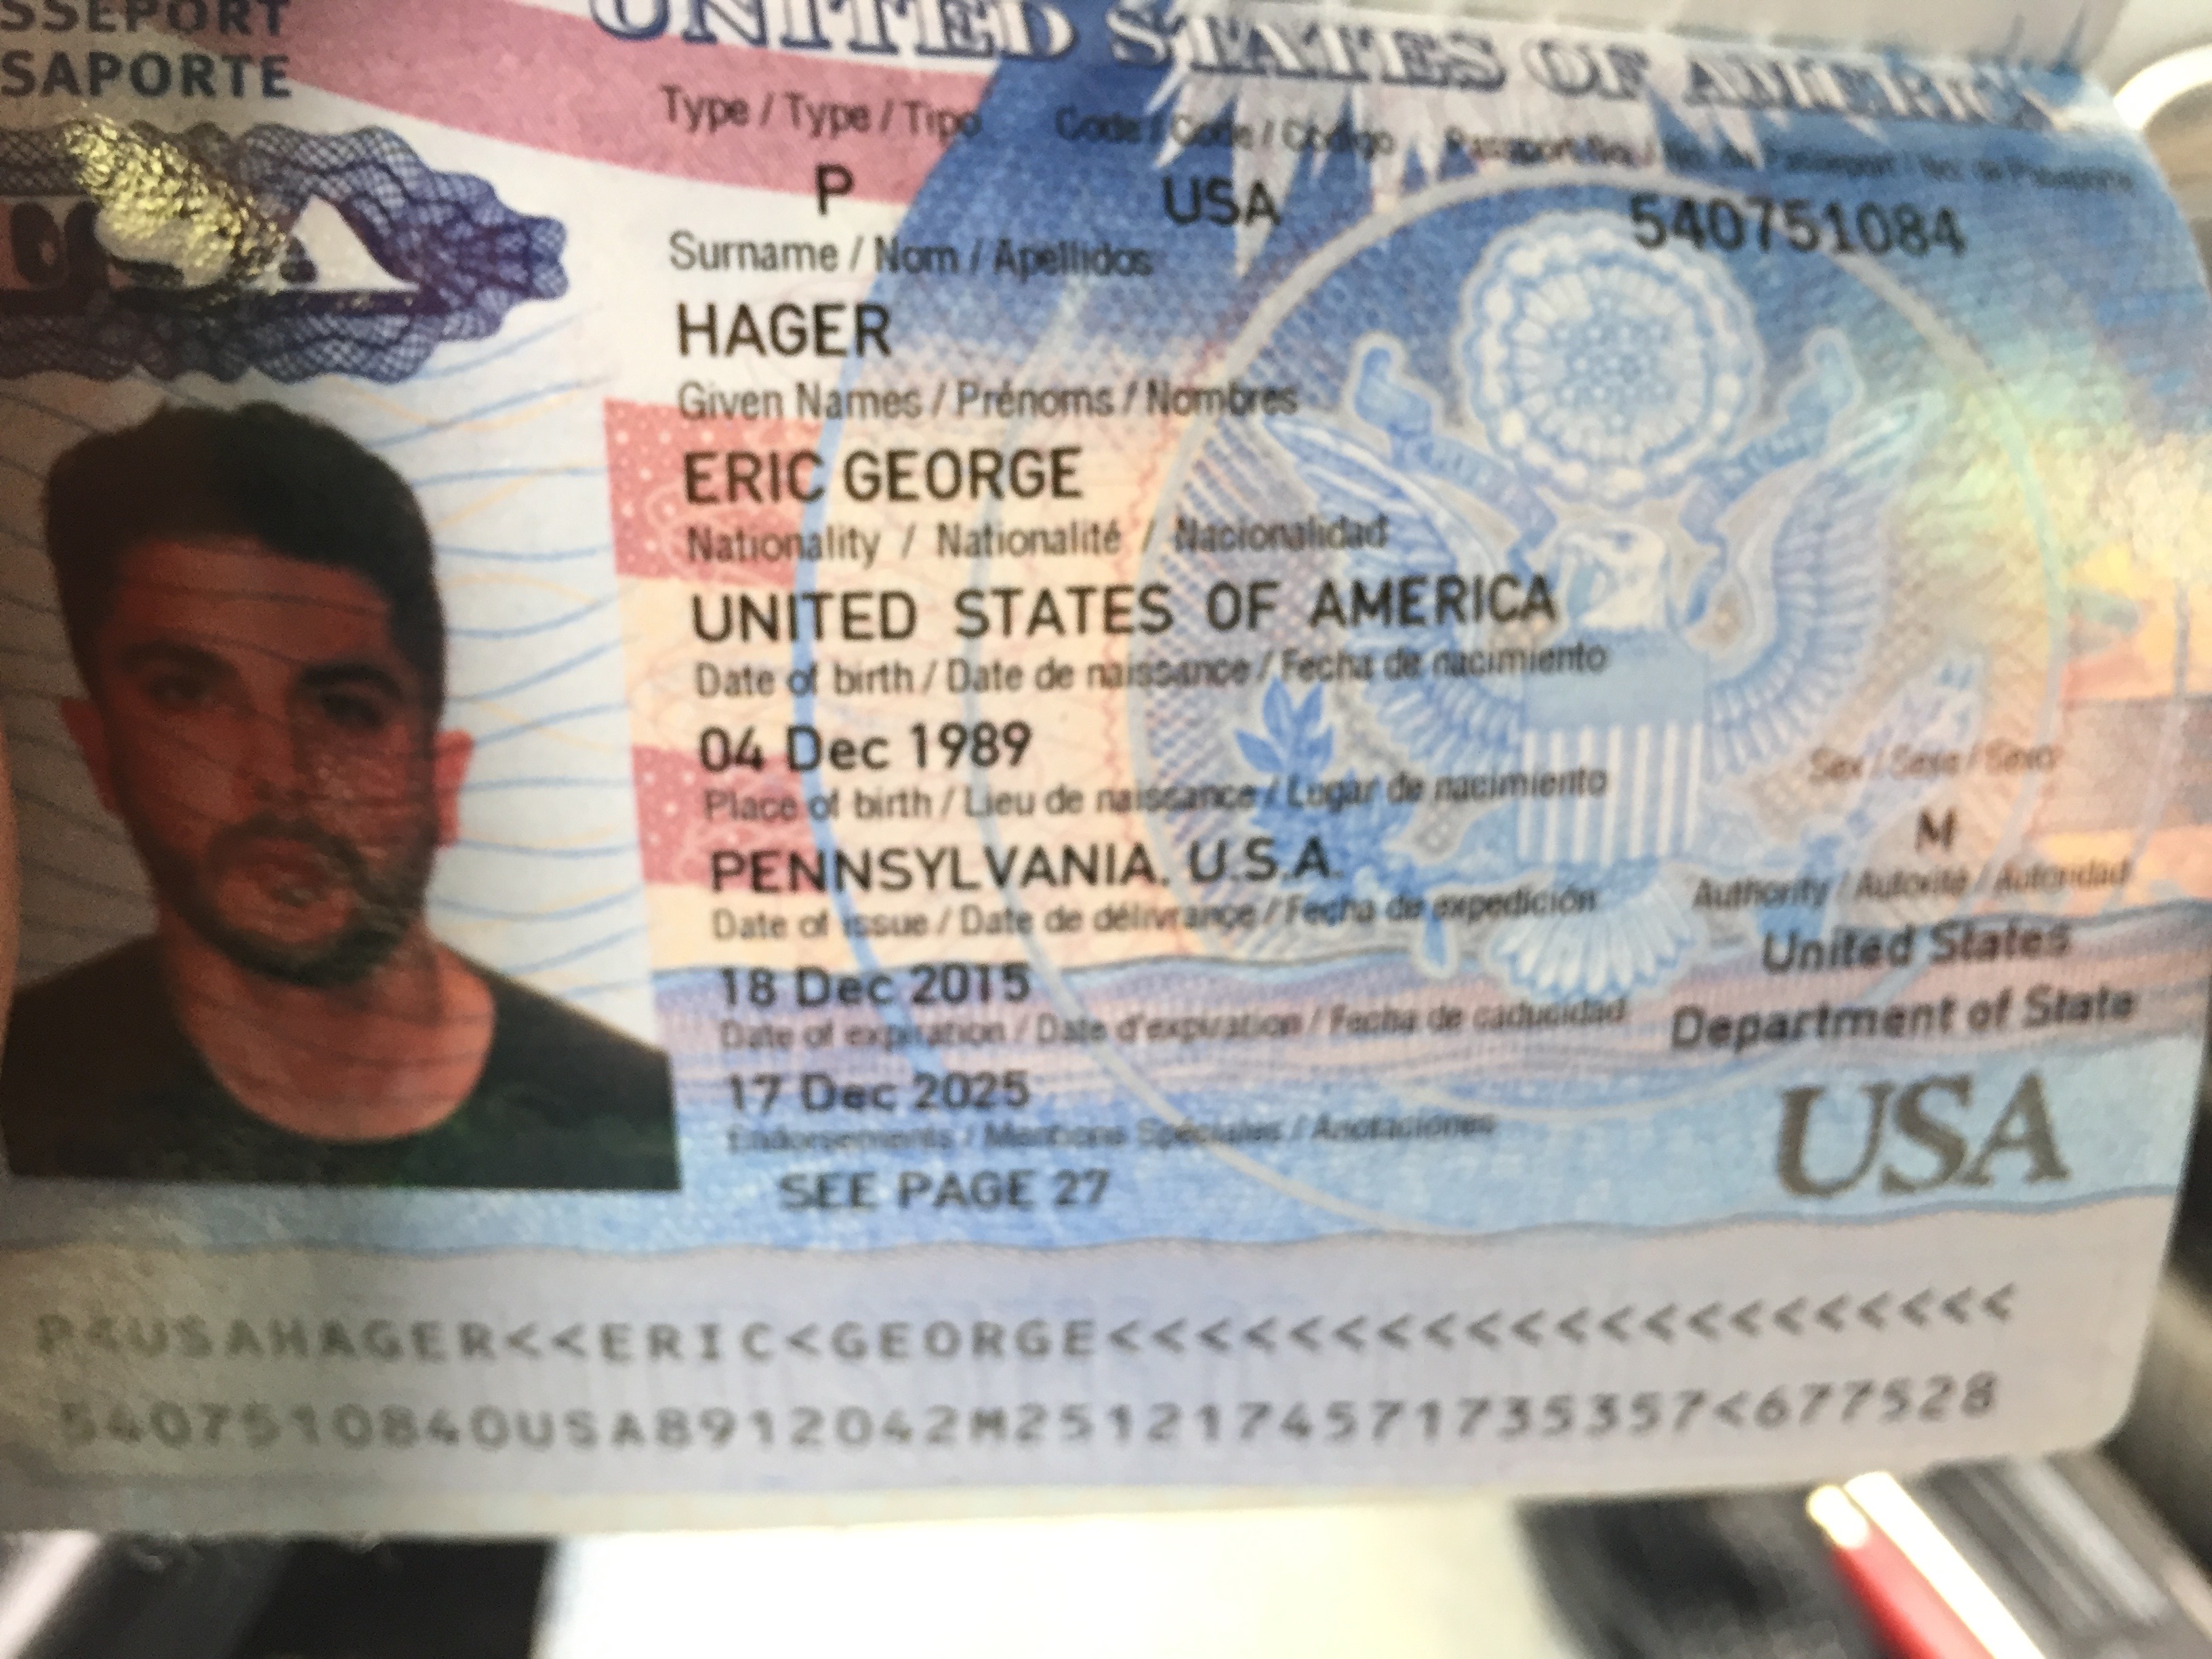 SSEPORT
SAPORTE
UNITED STATES OF AMERICA
Type / Type / Tipo Code / Code / Código Passport No. / No. du Passeport / No. de Pasaporte
P USA 540751084
USA
Surname / Nom / Apellidos
HAGER
Given Names / Prénoms / Nombres
ERIC GEORGE
Nationality / Nationalité / Nacionalidad
UNITED STATES OF AMERICA
Date of birth / Date de naissance / Fecha de nacimiento
04 Dec 1989
Place of birth / Lieu de naissance / Lugar de nacimiento Sex / Sexe / Sexo
PENNSYLVANIA, U.S.A. M
Date of issue / Date de délivrance / Fecha de expedición Authority / Autorité / Autoridad
18 Dec 2015 United States
Date of expiration / Date d'expiration / Fecha de caducidad Department of State
17 Dec 2025
Endorsements / Mentions Spéciales / Anotaciones
SEE PAGE 27
USA
P<USAHAGER<<ERIC<GEORGE<<<<<<<<<<<<<<<<<<<<<
5407510840USA8912042M2512174571735357<677528